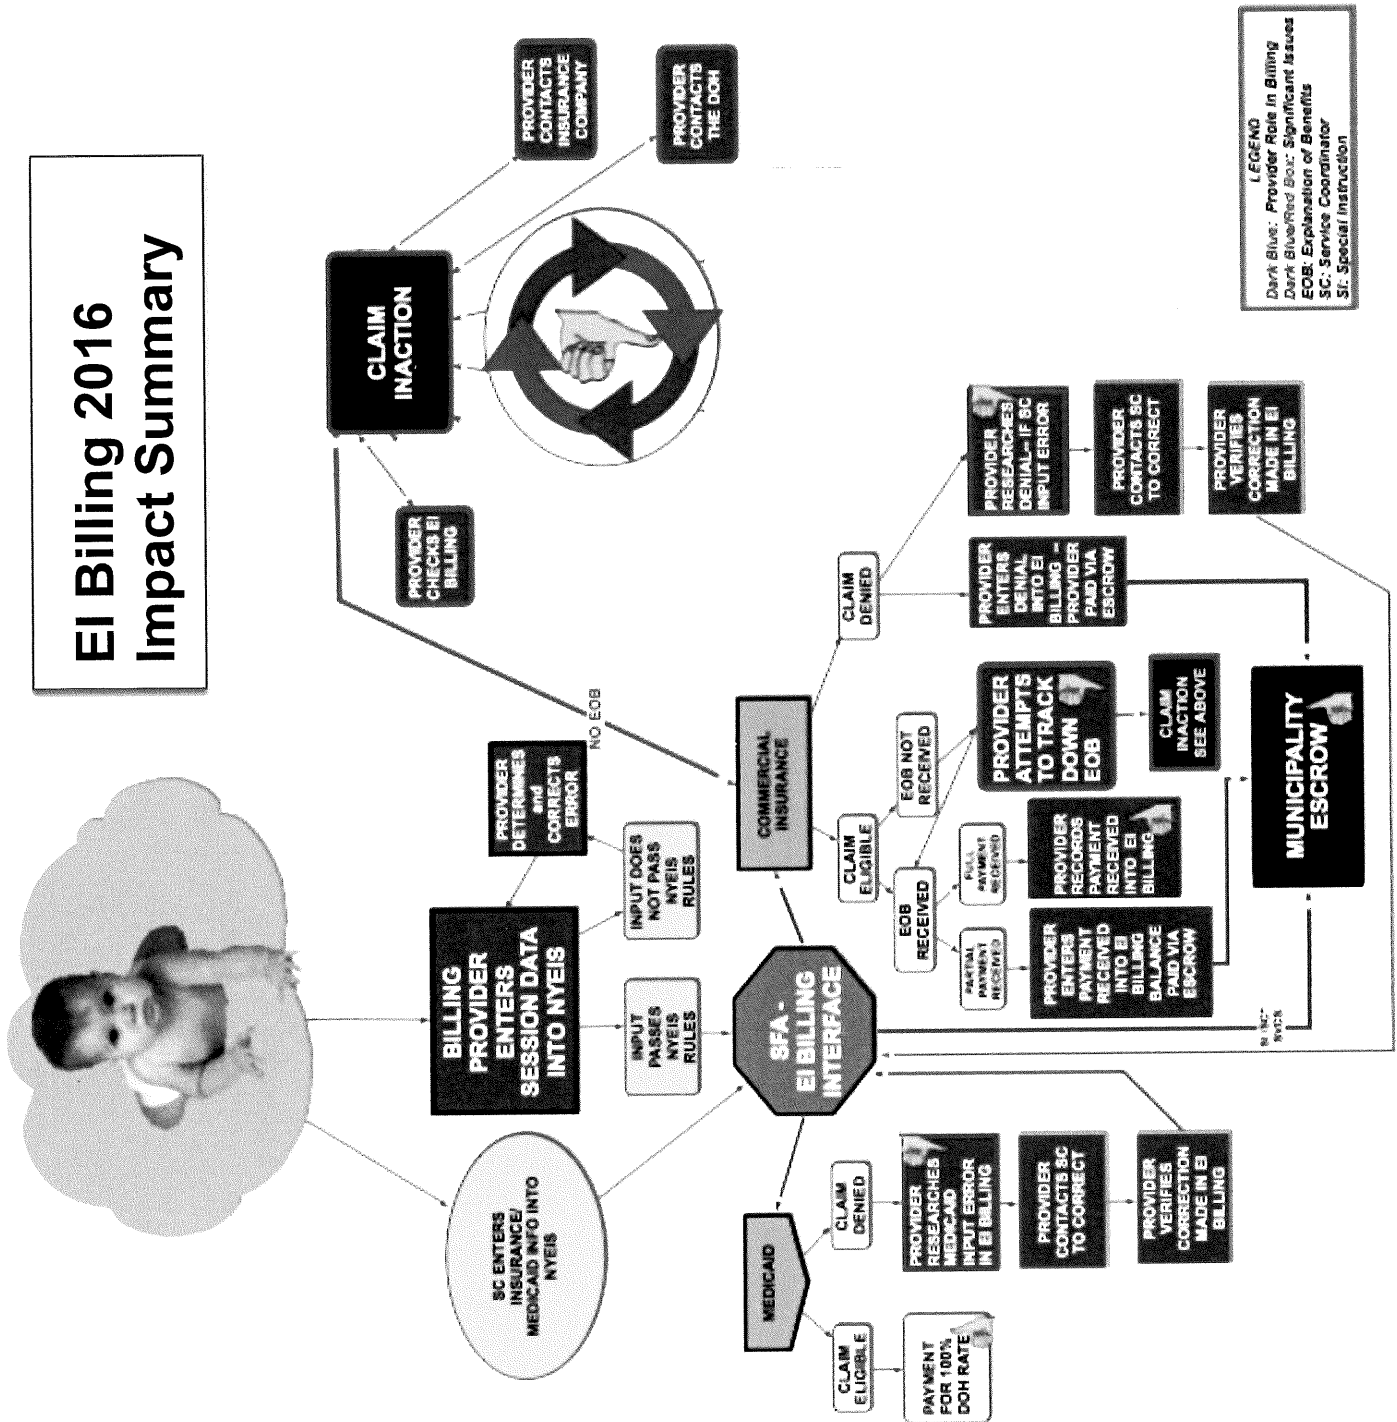 EI Billing 2016
Impact Summary
SC ENTERS
INSURANCE/
MEDICAID INFO INTO
NYEIS
BILLING
PROVIDER
ENTERS
SESSION DATA
INTO NYEIS
PROVIDER
DETERMINES
and
CORRECTS
ERROR
INPUT
PASSES
NYEIS
RULES
INPUT DOES
NOT PASS
NYEIS
RULES
NO EOB
PROVIDER
CHECKS EI
BILLING
CLAIM
INACTION
PROVIDER
CONTACTS
INSURANCE
COMPANY
PROVIDER
CONTACTS
THE DOH
MEDICAID
SFA -
EI BILLING
INTERFACE
COMMERCIAL
INSURANCE
CLAIM
ELIGIBLE
PAYMENT
FOR 100%
DOH RATE
CLAIM
DENIED
PROVIDER
RESEARCHES
MEDICAID
INPUT ERROR
IN EI BILLING
PROVIDER
CONTACTS SC
TO CORRECT
PROVIDER
VERIFIES
CORRECTION
MADE IN EI
BILLING
CLAIM
ELIGIBLE
EOB
RECEIVED
EOB NOT
RECEIVED
PARTIAL
PAYMENT
RECEIVED
FULL
PAYMENT
RECEIVED
PROVIDER
ENTERS
PAYMENT
RECEIVED
INTO EI
BILLING
BALANCE
PAID VIA
ESCROW
PROVIDER
RECORDS
PAYMENT
RECEIVED
INTO EI
BILLING
PROVIDER
ATTEMPTS
TO TRACK
DOWN
EOB
CLAIM
INACTION
SEE ABOVE
CLAIM
DENIED
PROVIDER
ENTERS
DENIAL
INTO EI
BILLING –
PROVIDER
PAID VIA
ESCROW
PROVIDER
RESEARCHES
DENIAL– IF SC
INPUT ERROR
PROVIDER
CONTACTS SC
TO CORRECT
PROVIDER
VERIFIES
CORRECTION
MADE IN EI
BILLING
MUNICIPALITY
ESCROW
LEGEND
Dark Blue: Provider Role in Billing
Dark Blue/Red Box: Significant Issues
EOB: Explanation of Benefits
SC: Service Coordinator
SI: Special Instruction